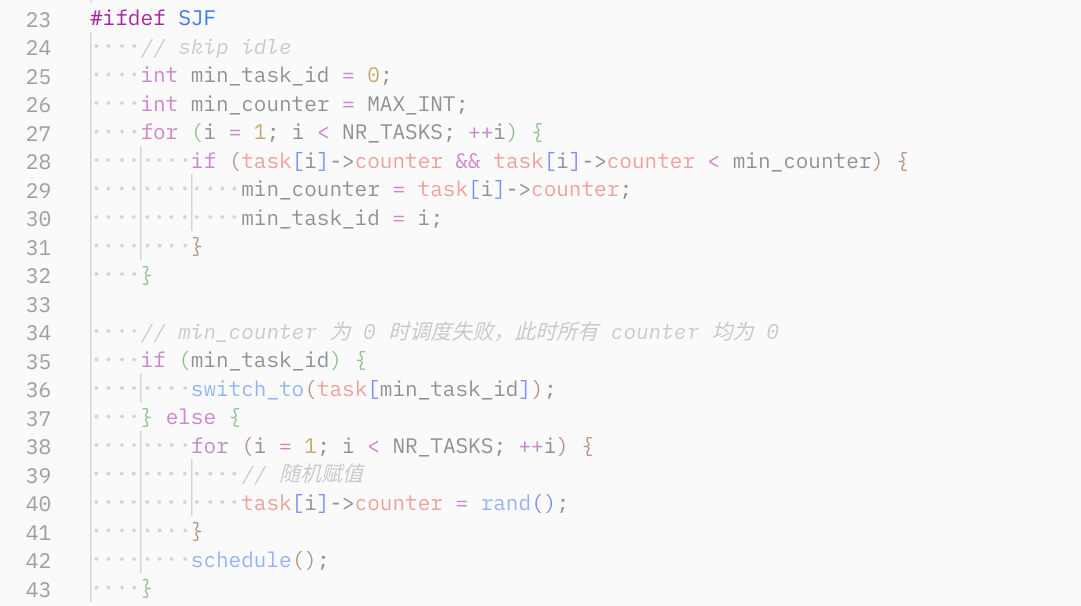 23 #ifdef SJF
24 ····// skip idle
25 ····int min_task_id = 0;
26 ····int min_counter = MAX_INT;
27 ····for (i = 1; i < NR_TASKS; ++i) {
28 ········if (task[i]->counter && task[i]->counter < min_counter) {
29 ············min_counter = task[i]->counter;
30 ············min_task_id = i;
31 ········}
32 ····}
33
34 ····// min_counter 为 0 时调度失败，此时所有 counter 均为 0
35 ····if (min_task_id) {
36 ········switch_to(task[min_task_id]);
37 ····} else {
38 ········for (i = 1; i < NR_TASKS; ++i) {
39 ············// 随机赋值
40 ············task[i]->counter = rand();
41 ········}
42 ········schedule();
43 ····}